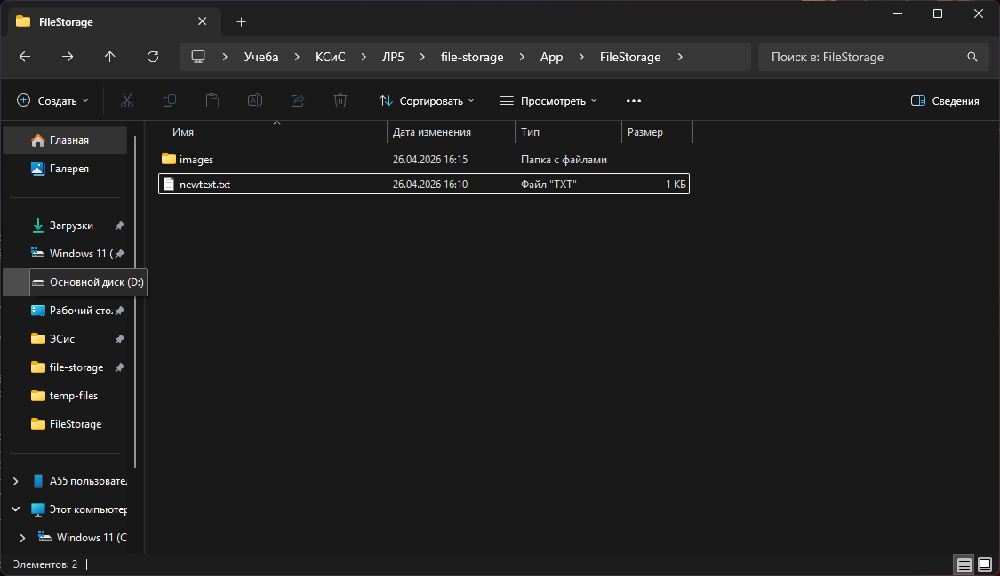 FileStorage
Учеба КСиС ЛР5 file-storage App FileStorage
Поиск в: FileStorage
Создать
Сортировать
Просмотреть
Сведения
Главная
Галерея
Загрузки
Windows 11 (
Основной диск (D:)
Рабочий сто
ЭСис
file-storage
temp-files
FileStorage
A55 пользовател
Этот компьютер
Windows 11 (C
Имя Дата изменения Тип Размер
images 26.04.2026 16:15 Папка с файлами
newtext.txt 26.04.2026 16:10 Файл "TXT" 1 КБ
Элементов: 2